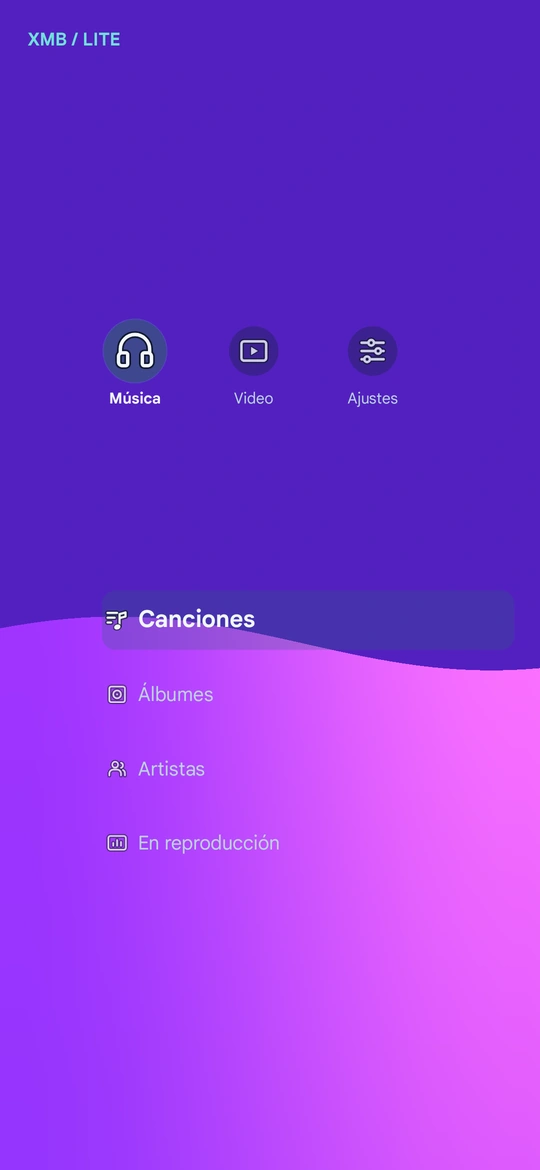 XMB / LITE
Música
Video
Ajustes
Canciones
Álbumes
Artistas
En reproducción